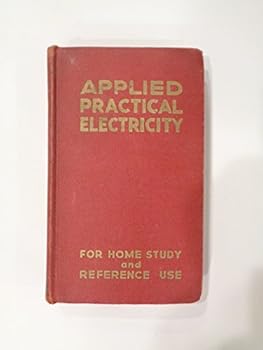 APPLIED
PRACTICAL
ELECTRICITY
FOR HOME STUDY
and
REFERENCE USE